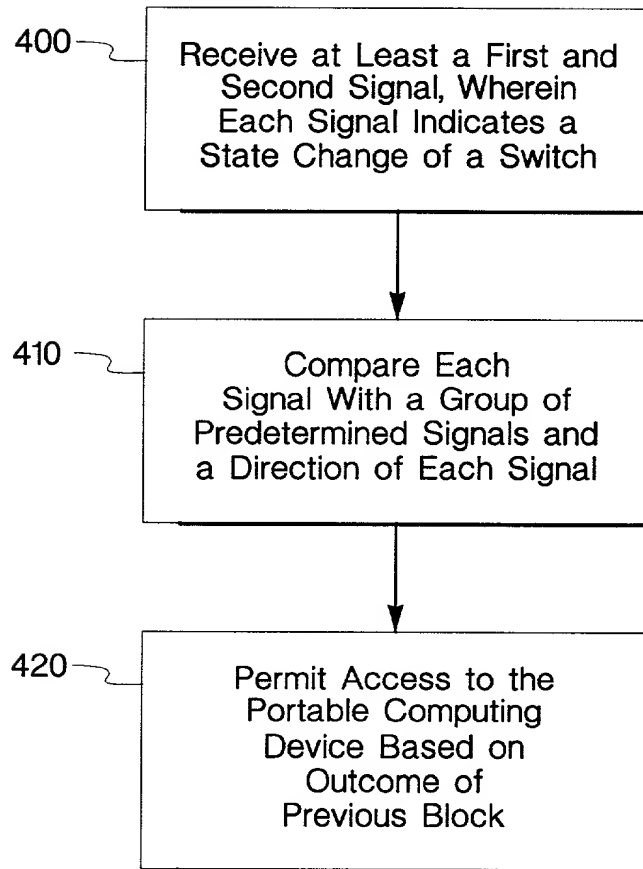 400
Receive at Least a First and
Second Signal, Wherein
Each Signal Indicates a
State Change of a Switch
410
Compare Each
Signal With a Group of
Predetermined Signals and
a Direction of Each Signal
420
Permit Access to the
Portable Computing
Device Based on
Outcome of
Previous Block